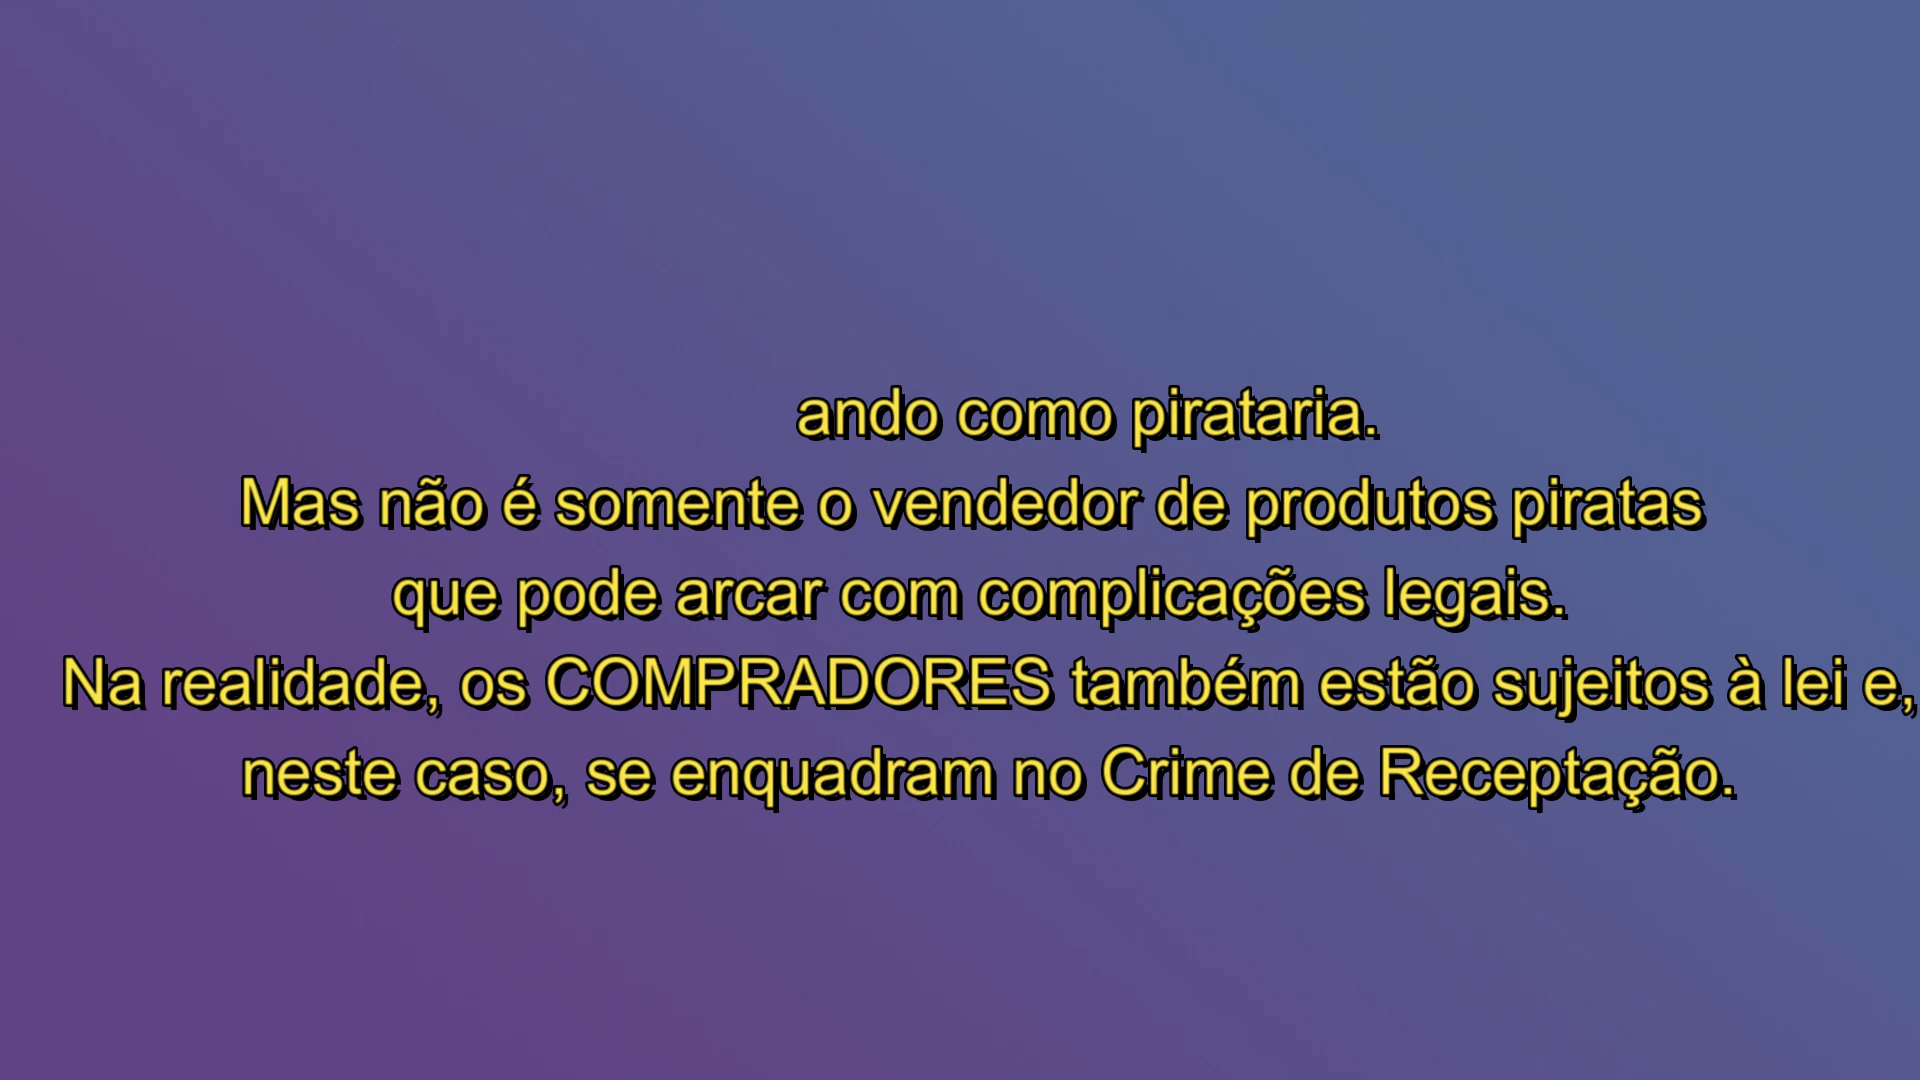 ando como pirataria.
Mas não é somente o vendedor de produtos piratas
que pode arcar com complicações legais.
Na realidade, os COMPRADORES também estão sujeitos à lei e,
neste caso, se enquadram no Crime de Receptação.